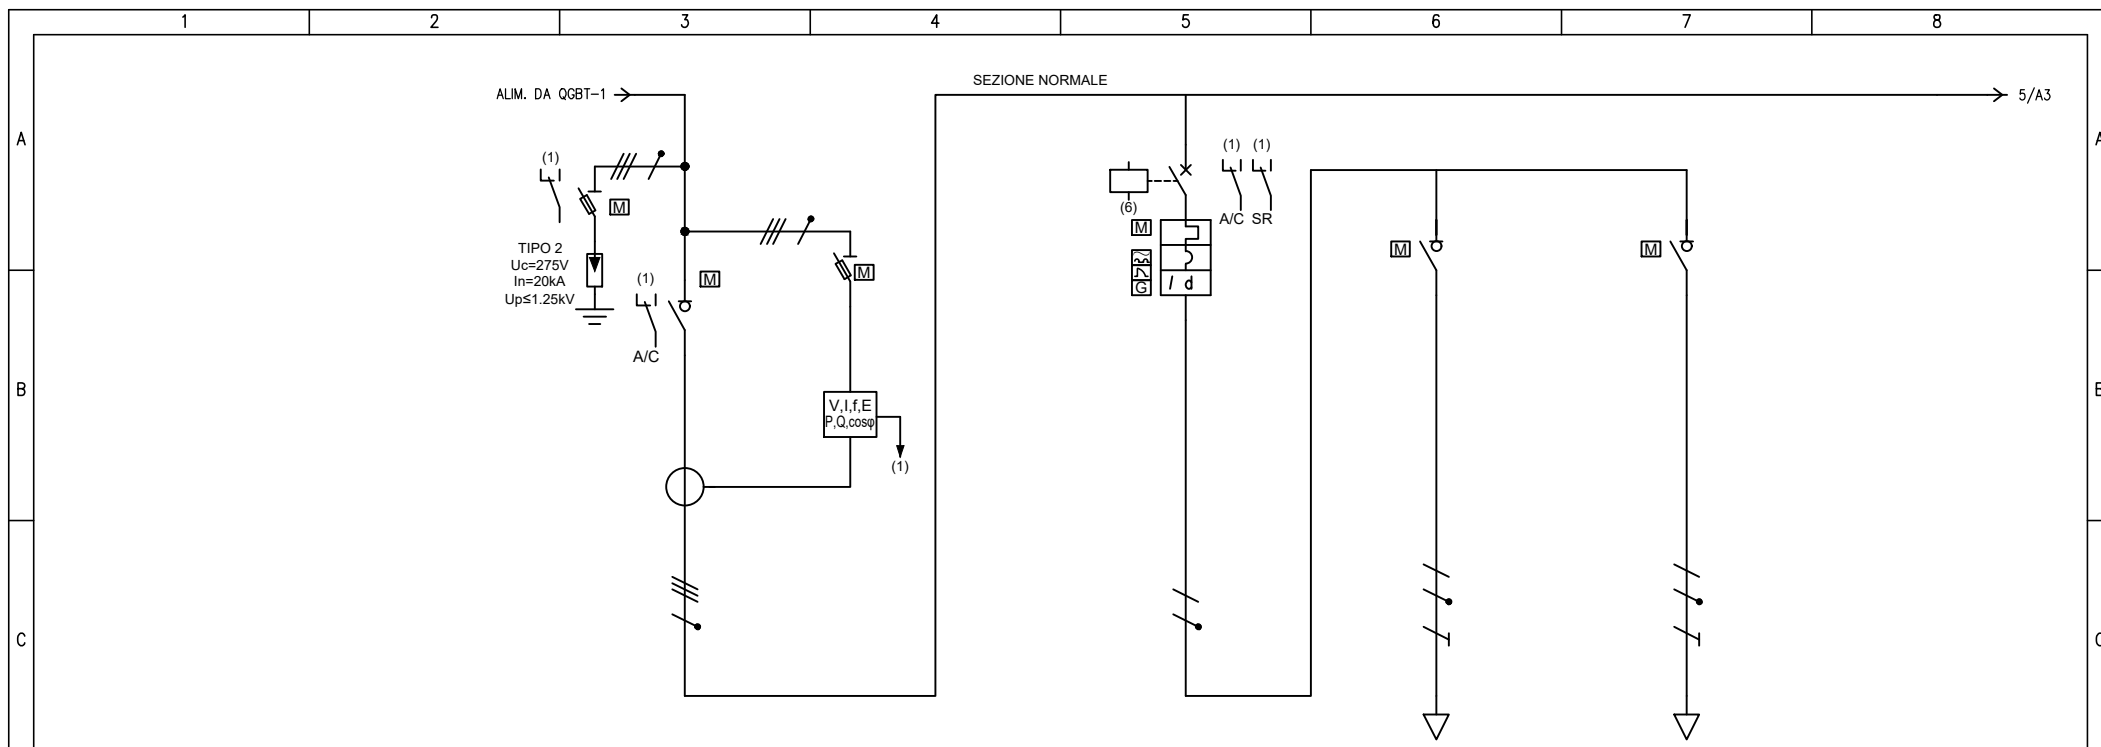 1 2 3 4 5 6 7 8
SEZIONE NORMALE
ALIM. DA QGBT-1
5/A3
A
A
(1)
(1) (1)
M
(6)
A/C SR
M
TIPO 2
Uc=275V
In=20kA
Up≤1.25kV
M
M
M
(1)
M
I d
G
A/C
B
B
V,I,f,E
P,Q,cosφ
(1)
C
C